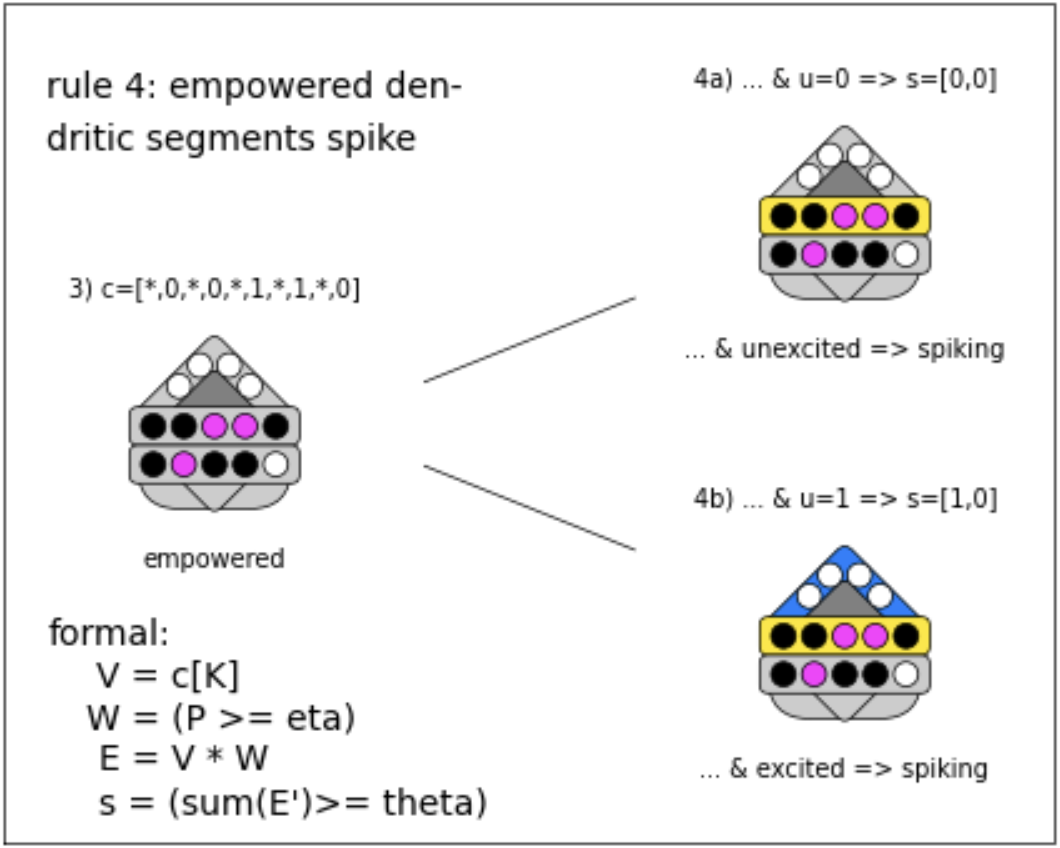 rule 4: empowered den-
dritic segments spike
3) c=[*,0,*,0,*,1,*,1,*,0]
empowered
formal:
V = c[K]
W = (P >= eta)
E = V * W
s = (sum(E')>= theta)
4a) ... & u=0 => s=[0,0]
... & unexcited => spiking
4b) ... & u=1 => s=[1,0]
... & excited => spiking